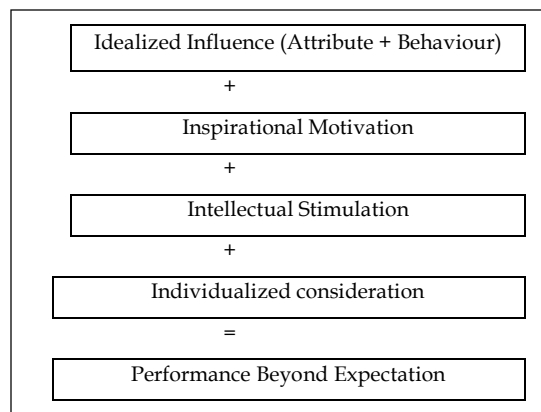 Idealized Influence (Attribute + Behaviour)
+
Inspirational Motivation
+
Intellectual Stimulation
+
Individualized consideration
=
Performance Beyond Expectation